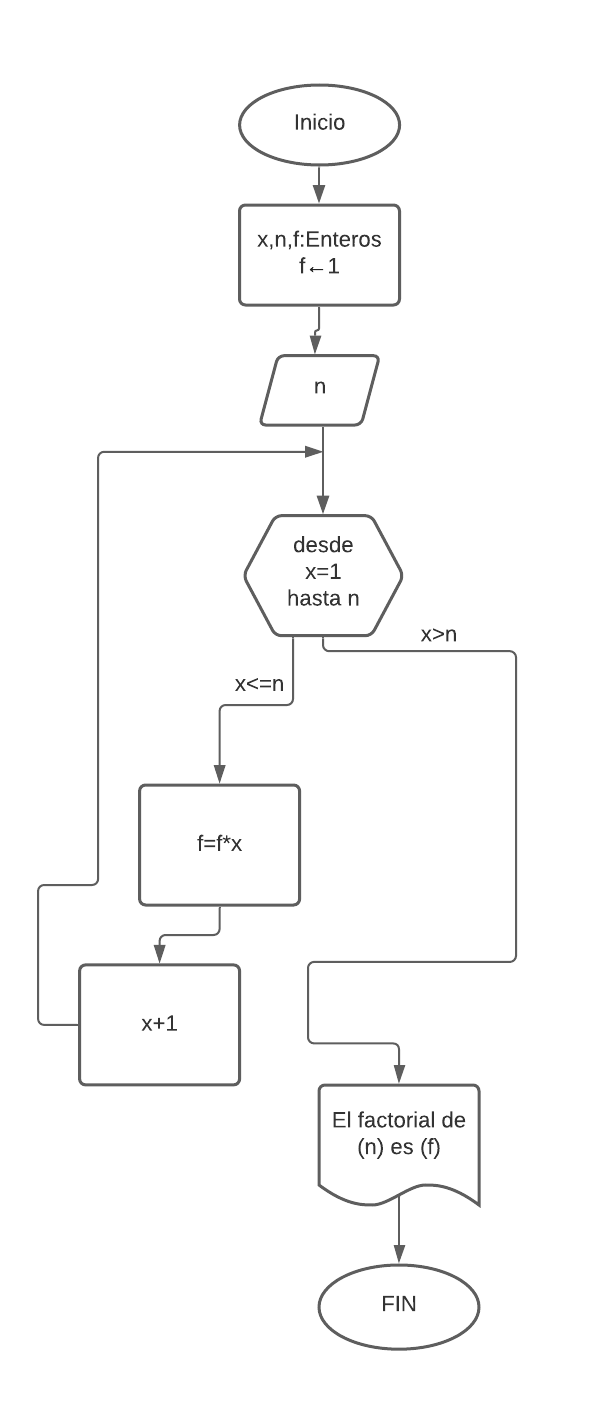 Inicio
x,n,f:Enteros
f←1
n
desde
x=1
hasta n
x>n
x<=n
f=f*x
x+1
El factorial de
(n) es (f)
FIN